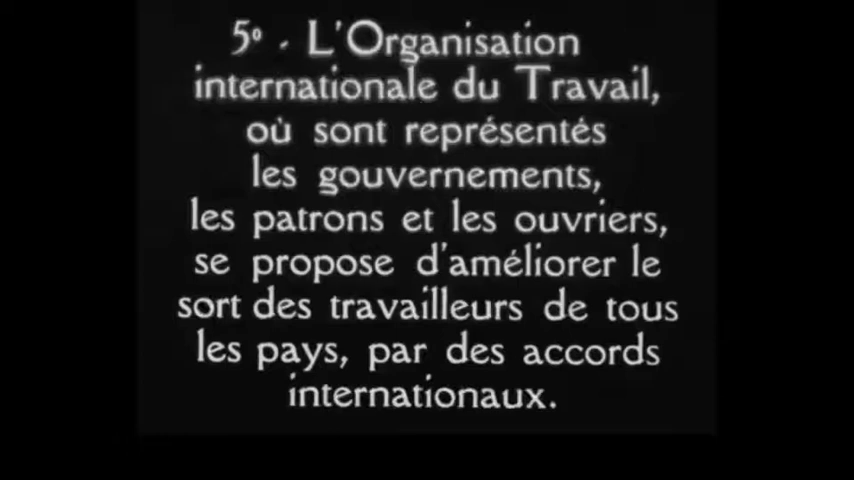 5º . L'Organisation
internationale du Travail,
où sont représentés
les gouvernements,
les patrons et les ouvriers,
se propose d'améliorer le
sort des travailleurs de tous
les pays, par des accords
internationaux.